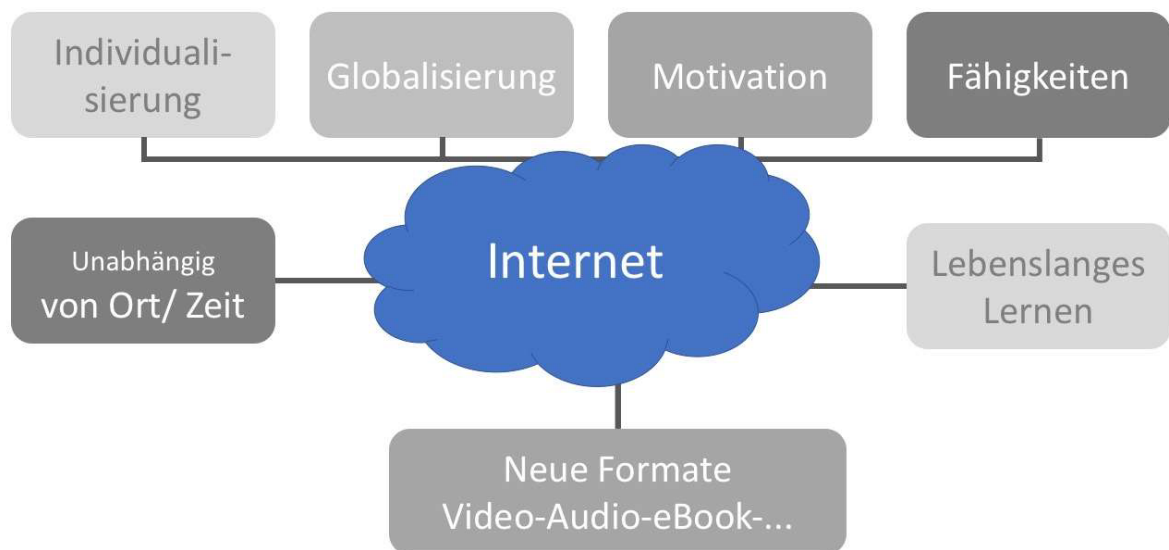 Individuali-
sierung
Globalisierung
Motivation
Fähigkeiten
Internet
Unabhängig
von Ort/ Zeit
Lebenslanges
Lernen
Neue Formate
Video-Audio-eBook-...